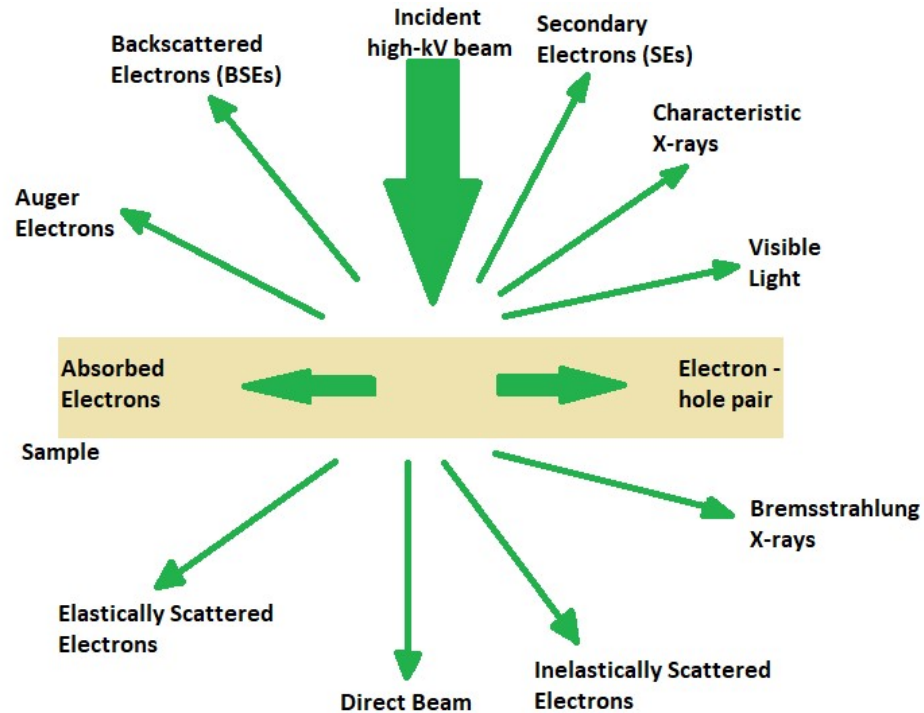 Incident
high-kV beam
Backscattered
Electrons (BSEs)
Secondary
Electrons (SEs)
Characteristic
X-rays
Auger
Electrons
Visible
Light
Absorbed
Electrons
Electron -
hole pair
Sample
Bremsstrahlung
X-rays
Elastically Scattered
Electrons
Direct Beam
Inelastically Scattered
Electrons